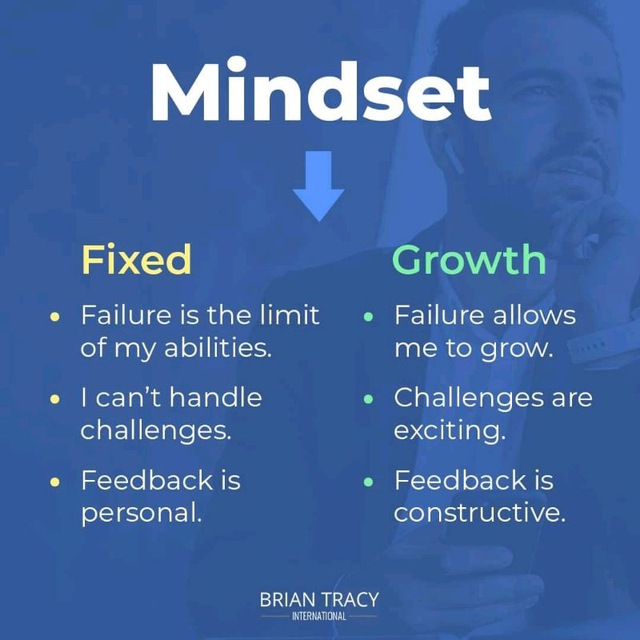 Mindset
Fixed
• Failure is the limit
of my abilities.
• I can’t handle
challenges.
• Feedback is
personal.
Growth
• Failure allows
me to grow.
• Challenges are
exciting.
• Feedback is
constructive.
BRIAN TRACY
INTERNATIONAL